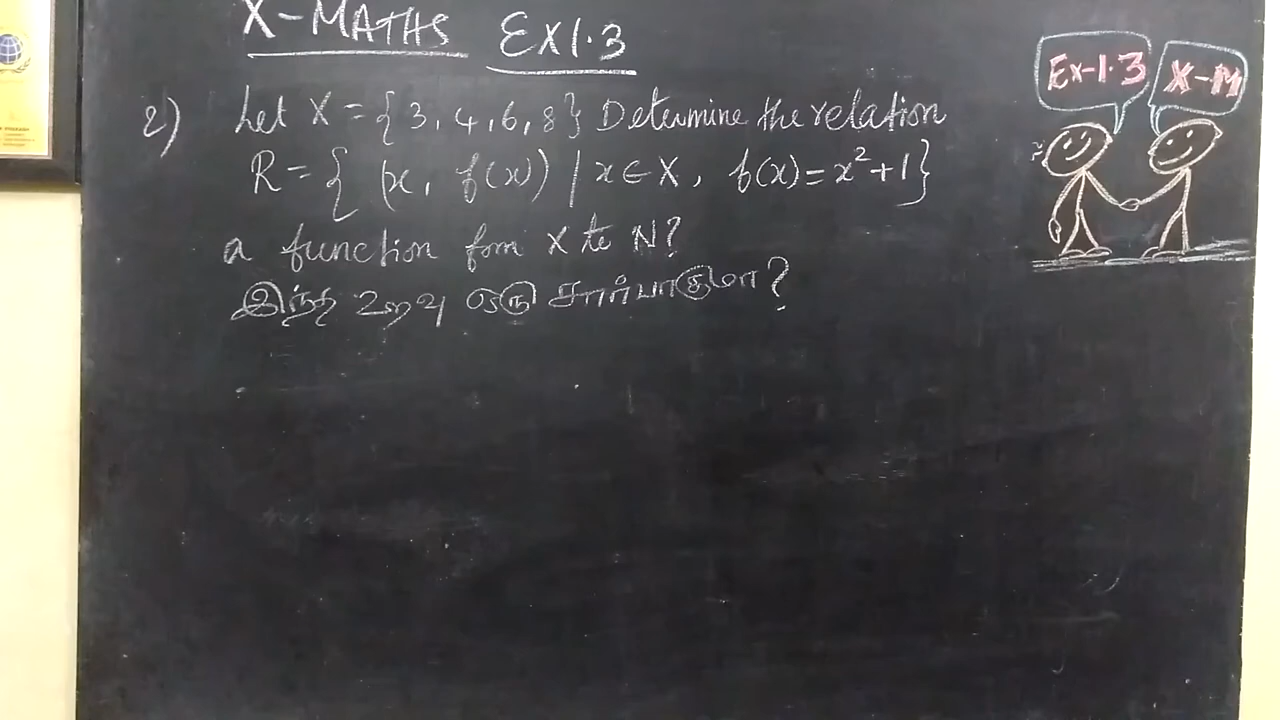 X-MATHS Ex1.3
Ex-1.3 X-M
2) Let X = {3, 4, 6, 8} Determine the relation
R = { (x, f(x)) / x ∈ X, f(x) = x² + 1}
a function form X to N?
இந்த உறவு ஒரு சார்பாகுமா?